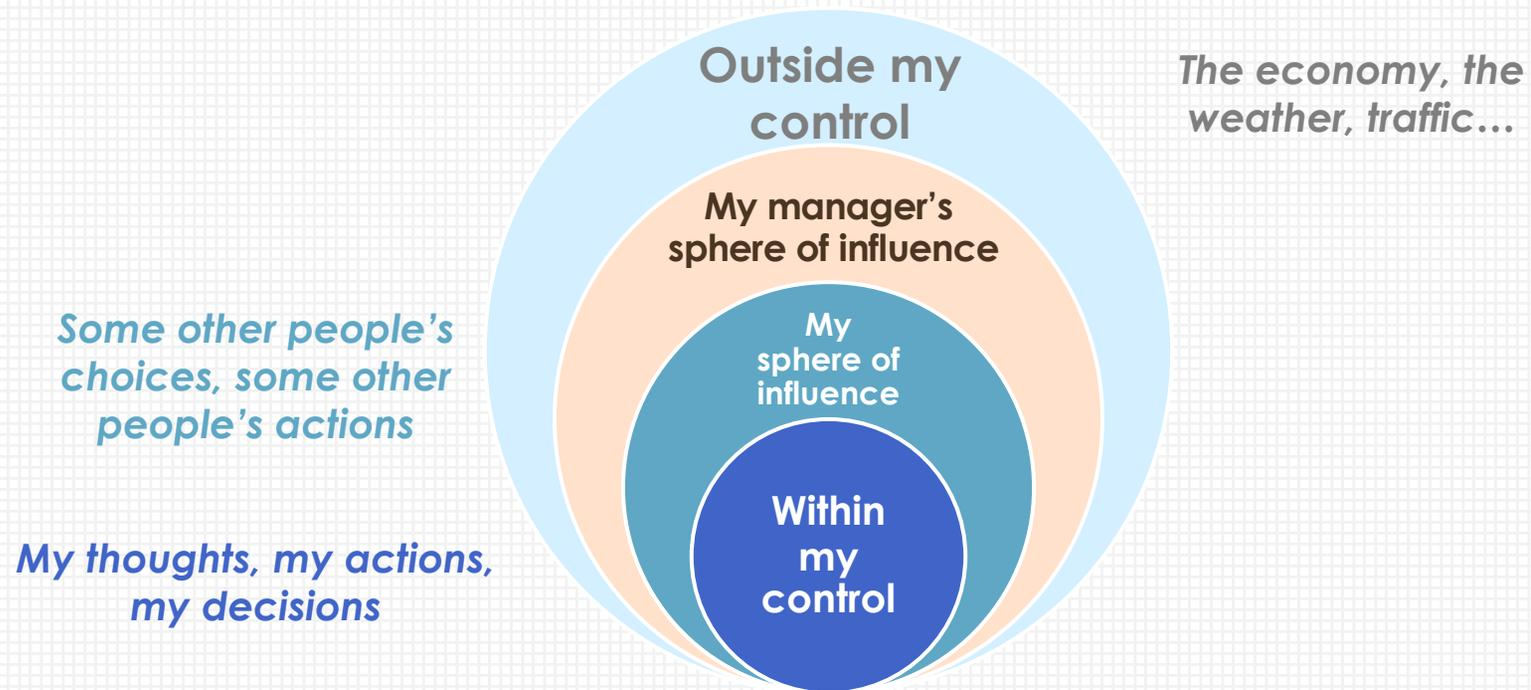 Outside my
control
The economy, the
weather, traffic…
My manager’s
sphere of influence
My
sphere of
influence
Some other people’s
choices, some other
people’s actions
Within
my
control
My thoughts, my actions,
my decisions